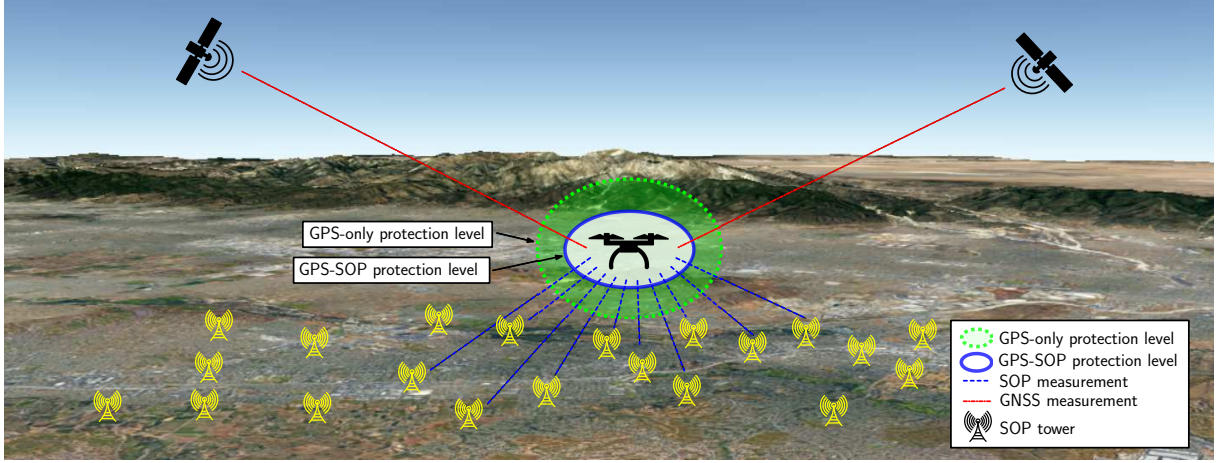 GPS-only protection level
GPS-SOP protection level
GPS-only protection level
GPS-SOP protection level
SOP measurement
GNSS measurement
SOP tower